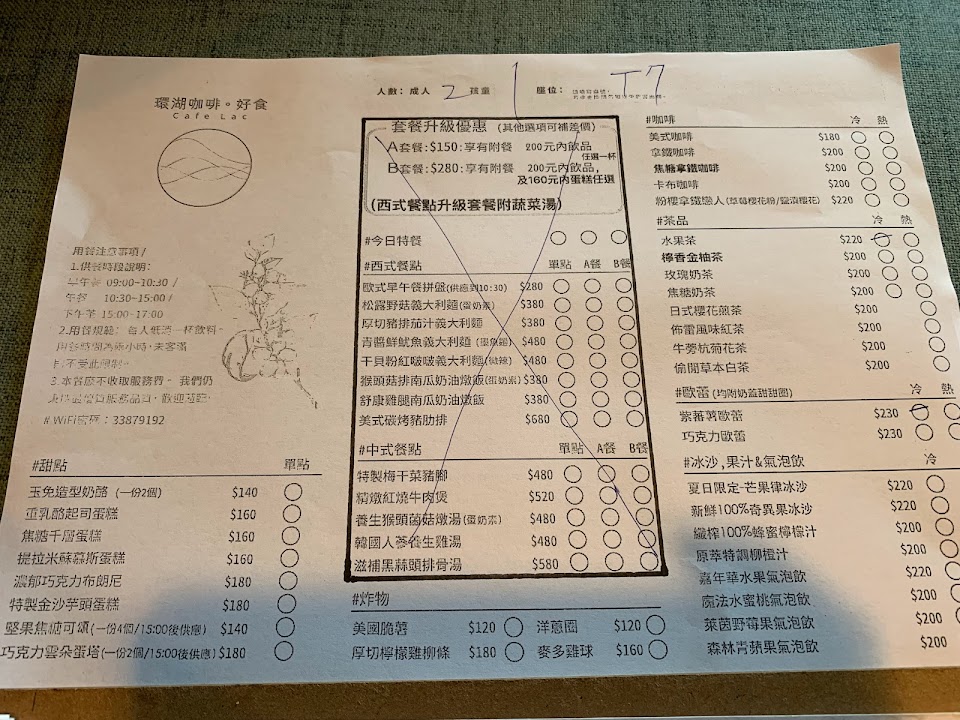 環湖咖啡。好食
Cafe Lac
人數：成人 2 孩童 1 座位： T7
用餐注意事項/
1.供餐時段說明：
早午餐 09:00-10:30 /
午餐 10:30-15:00 /
下午茶 15:00-17:00
2.用餐規範：每人低消一杯飲料。
3.本餐廳不收取服務費。我們仍
# WiFi密碼：33879192
#甜點 單點
玉兔造型奶酪 (一份2個) $140
重乳酪起司蛋糕 $160
焦糖千層蛋糕 $160
提拉米蘇慕斯蛋糕 $160
濃郁巧克力布朗尼 $180
特製金沙芋頭蛋糕 $180
堅果焦糖可頌(一份4個/15:00後供應) $140
巧克力雲朵蛋塔(一份2個/15:00後供應) $180
套餐升級優惠 (其他選項可補差價)
A套餐:$150:享有附餐 200元內飲品
任選一杯
B套餐:$280:享有附餐 200元內飲品,
及160元內蛋糕任選
(西式餐點升級套餐附蔬菜湯)
#今日特餐
#西式餐點 單點 A餐 B餐
歐式早午餐拼盤(供應到10:30) $280
松露野菇義大利麵(蛋奶素) $380
厚切豬排茄汁義大利麵 $380
青醬鮮魷魚義大利麵 $480
干貝粉紅啵啵義大利麵(微辣) $480
猴頭菇排南瓜奶油燉飯(蛋奶素) $380
舒康雞腿南瓜奶油燉飯 $380
美式碳烤豬肋排 $680
#中式餐點 單點 A餐 B餐
特製梅干菜豬腳 $480
精燉紅燒牛肉煲 $520
養生猴頭菌菇燉湯(蛋奶素) $480
韓國人蔘養生雞湯 $480
滋補黑蒜頭排骨湯 $580
#炸物
美國脆薯 $120 洋蔥圈 $120
厚切檸檬雞柳條 $180 麥多雞球 $160
#咖啡 冷 熱
美式咖啡 $180
拿鐵咖啡 $200
焦糖拿鐵咖啡 $200
卡布咖啡 $200
粉櫻拿鐵戀人(草莓櫻花粉/鹽漬櫻花) $220
#茶品 冷 熱
水果茶 $220
檸香金柚茶 $200
玫瑰奶茶 $200
焦糖奶茶 $200
日式櫻花煎茶 $200
佈雷風味紅茶 $200
牛蒡杭菊花茶 $200
偷閒草本白茶 $200
#歐蕾 (均附奶蓋甜甜圈) 冷 熱
紫蕃薯歐蕾 $230
巧克力歐蕾 $230
#冰沙,果汁&氣泡飲 冷
夏日限定-芒果律冰沙 $220
新鮮100%奇異果冰沙 $220
纖榨100%蜂蜜檸檬汁 $200
原萃特調柳橙汁 $200
嘉年華水果氣泡飲 $220
魔法水蜜桃氣泡飲 $200
萊茵野莓果氣泡飲 $200
森林青蘋果氣泡飲 $200